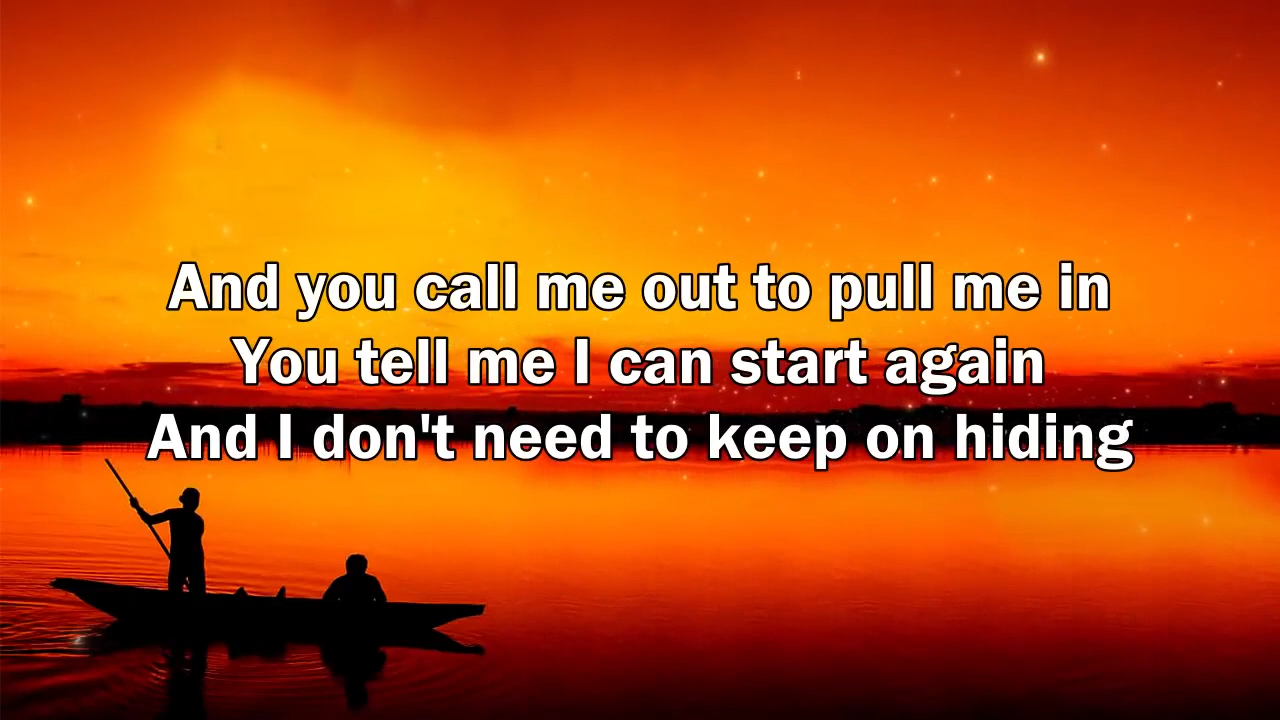 And you call me out to pull me in
You tell me I can start again
And I don't need to keep on hiding